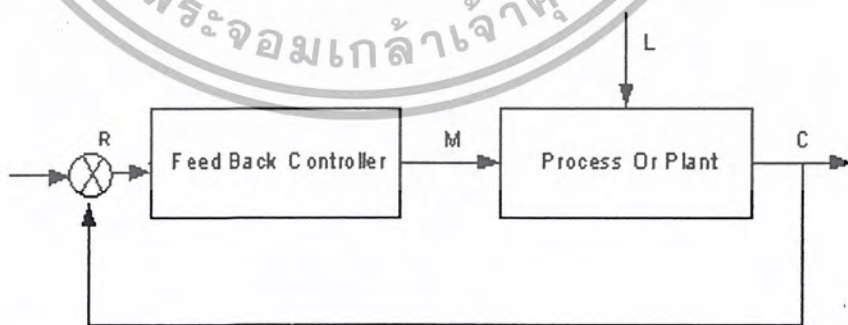 พระจอมเกล้าเจ้าคุ
L
R
Feed Back Controller
M
Process Or Plant
C